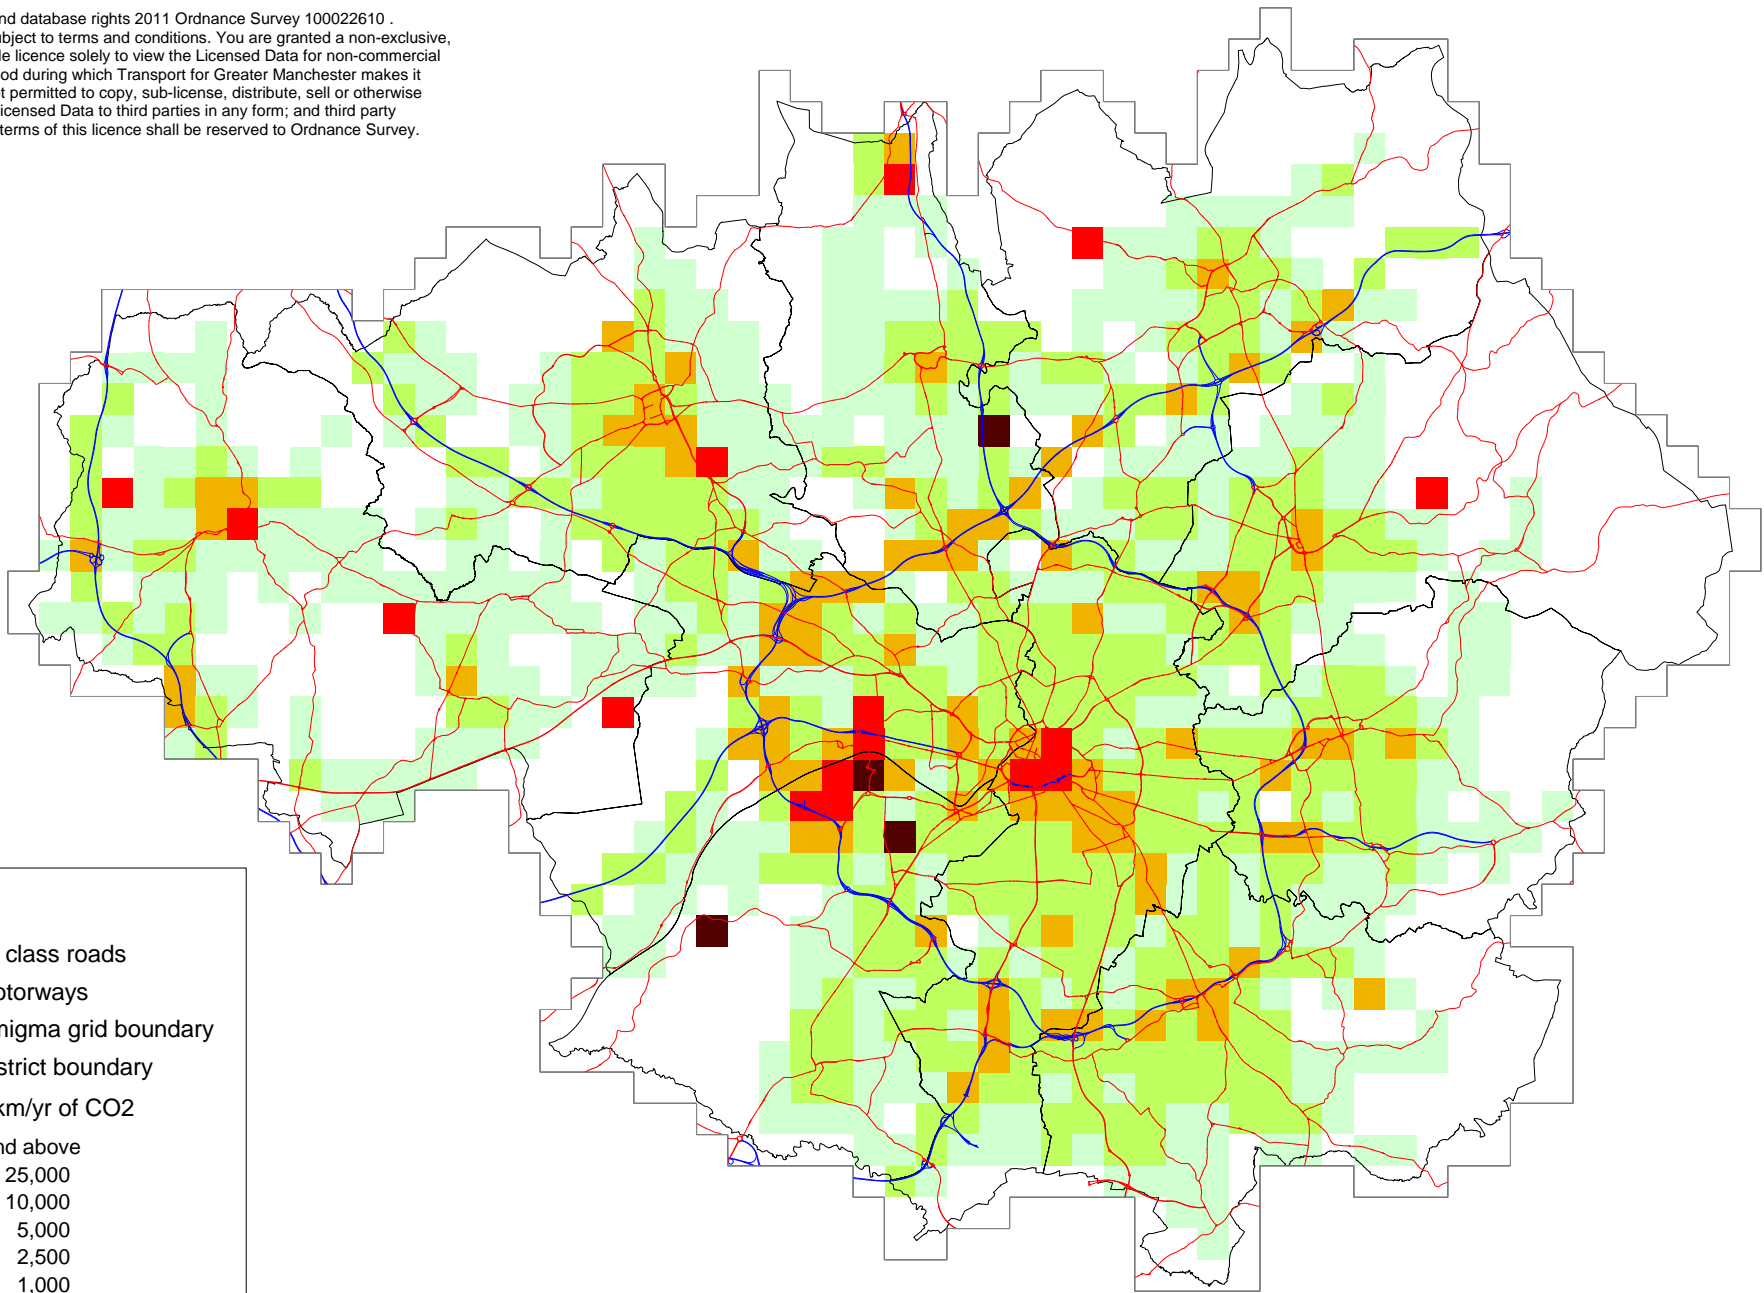 nd database rights 2011 Ordnance Survey 100022610 .
bject to terms and conditions. You are granted a non-exclusive,
le licence solely to view the Licensed Data for non-commercial
od during which Transport for Greater Manchester makes it
t permitted to copy, sub-license, distribute, sell or otherwise
icensed Data to third parties in any form; and third party
terms of this licence shall be reserved to Ordnance Survey.
class roads
otorways
nigma grid boundary
strict boundary
km/yr of CO2
nd above
25,000
10,000
5,000
2,500
1,000